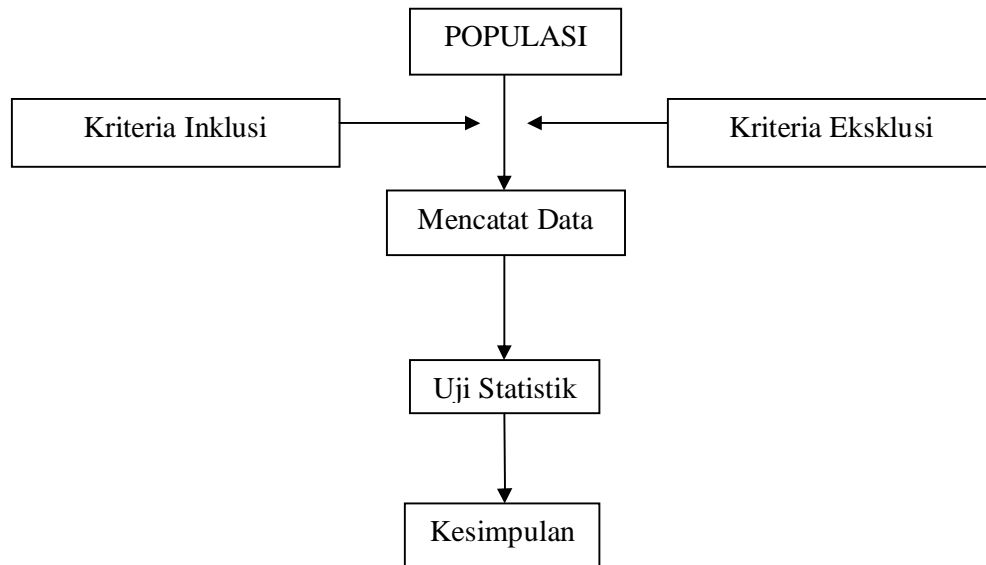 POPULASI
Kriteria Inklusi
Kriteria Eksklusi
Mencatat Data
Uji Statistik
Kesimpulan